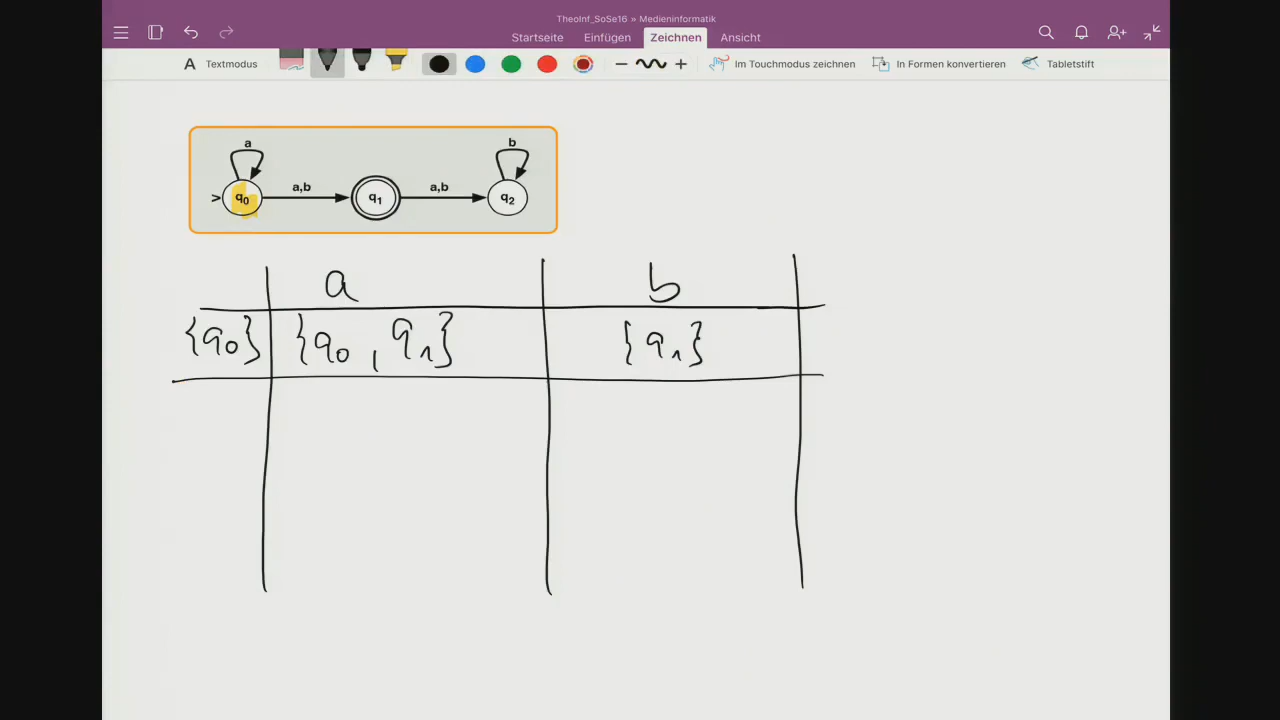 TheoInf_SoSe16 » Medieninformatik
Startseite Einfügen Zeichnen Ansicht
A Textmodus Im Touchmodus zeichnen In Formen konvertieren Tabletstift
a b
> q₀ a,b q₁ a,b q₂
a b
{q₀} {q₀, q₁} {q₁}